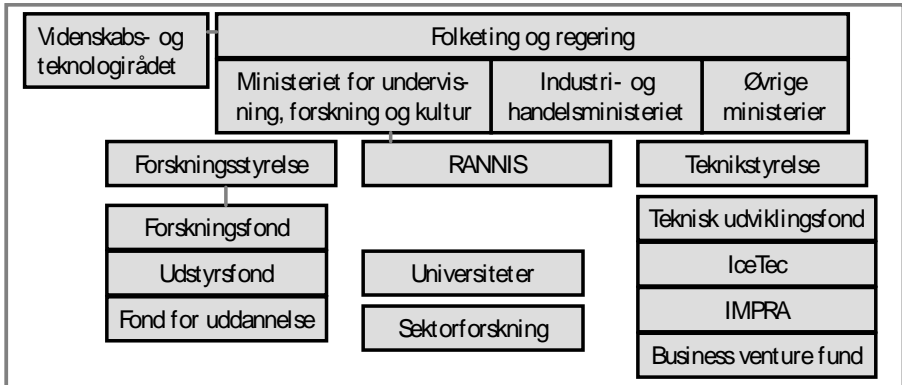 Videnskabs- og
teknologirådet
Folketing og regering
Ministeriet for undervis-
ning, forskning og kultur
Industri- og
handelsministeriet
Øvrige
ministerier
Forskningsstyrelse
RANNIS
Teknikstyrelse
Forskningsfond
Udstyrsfond
Fond for uddannelse
Universiteter
Sektorforskning
Teknisk udviklingsfond
IceTec
IMPRA
Business venture fund